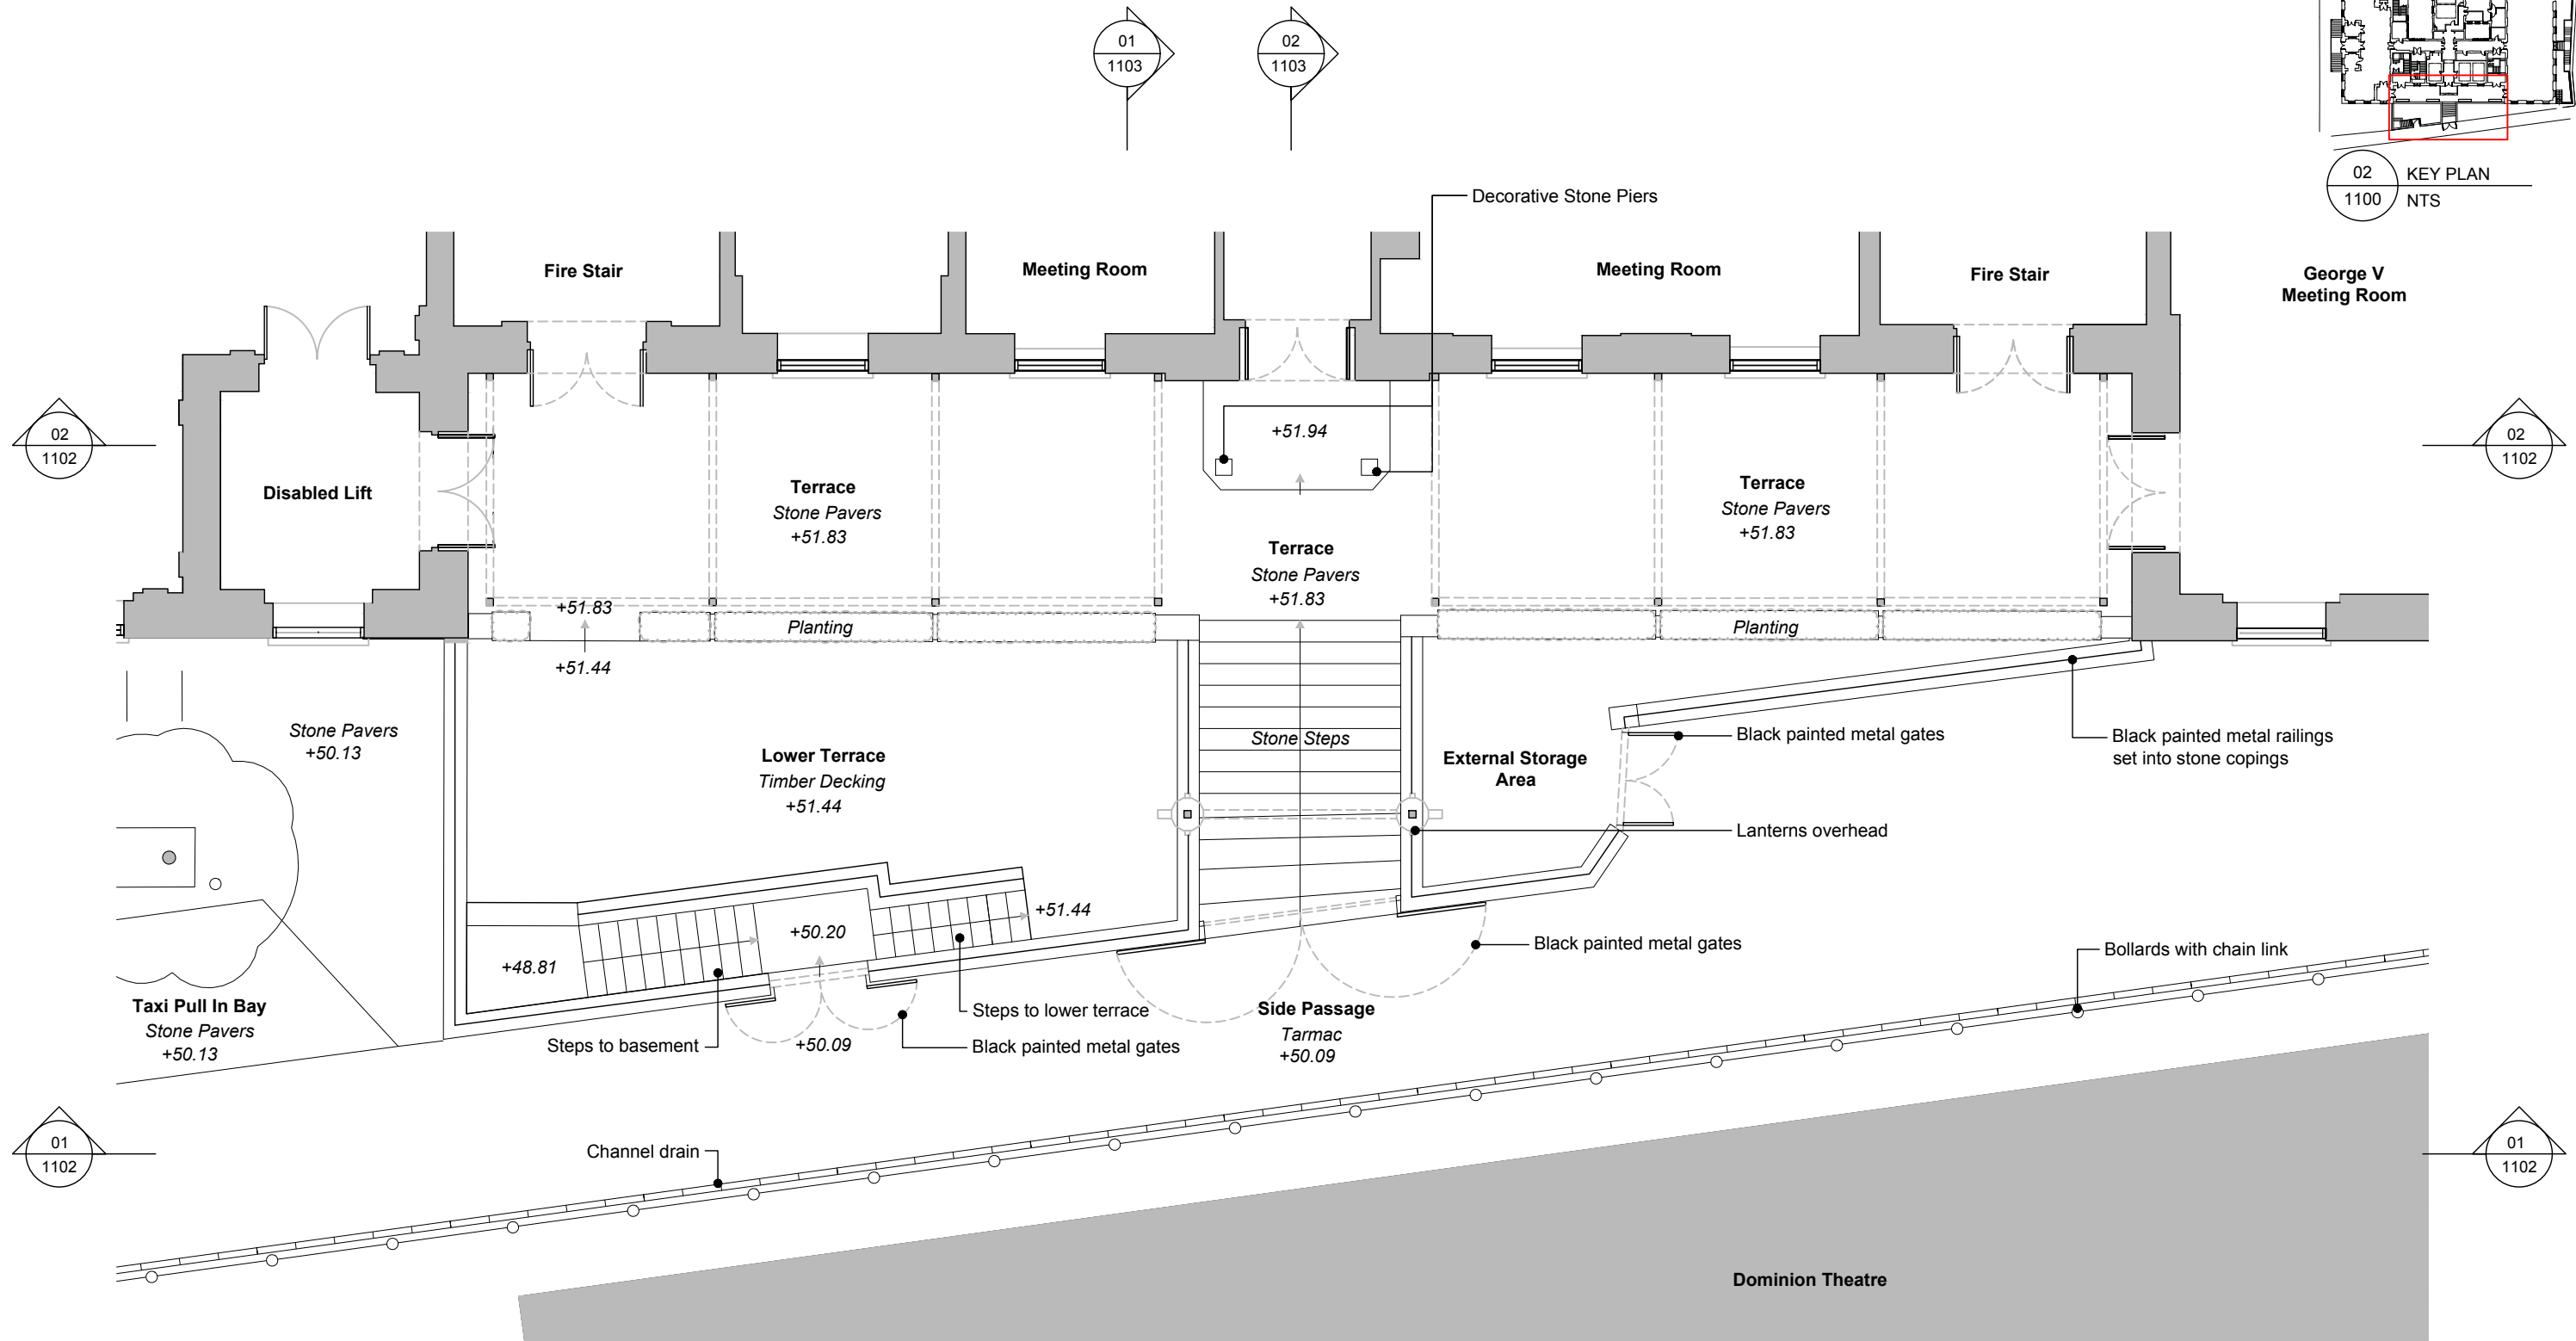 01
1103
02
1103
02
1100
KEY PLAN
NTS
Decorative Stone Piers
Fire Stair
Meeting Room
Meeting Room
Fire Stair
George V
Meeting Room
02
1102
+51.94
02
1102
Disabled Lift
Terrace
Stone Pavers
+51.83
Terrace
Stone Pavers
+51.83
Terrace
Stone Pavers
+51.83
+51.83
Planting
Planting
+51.44
Stone Pavers
+50.13
Lower Terrace
Timber Decking
+51.44
Stone Steps
External Storage
Area
Black painted metal gates
Black painted metal railings
set into stone copings
Lanterns overhead
+51.44
+50.20
+48.81
Black painted metal gates
Bollards with chain link
Taxi Pull In Bay
Stone Pavers
+50.13
Steps to lower terrace
Side Passage
Tarmac
+50.09
Steps to basement
+50.09
Black painted metal gates
01
1102
Channel drain
01
1102
Dominion Theatre